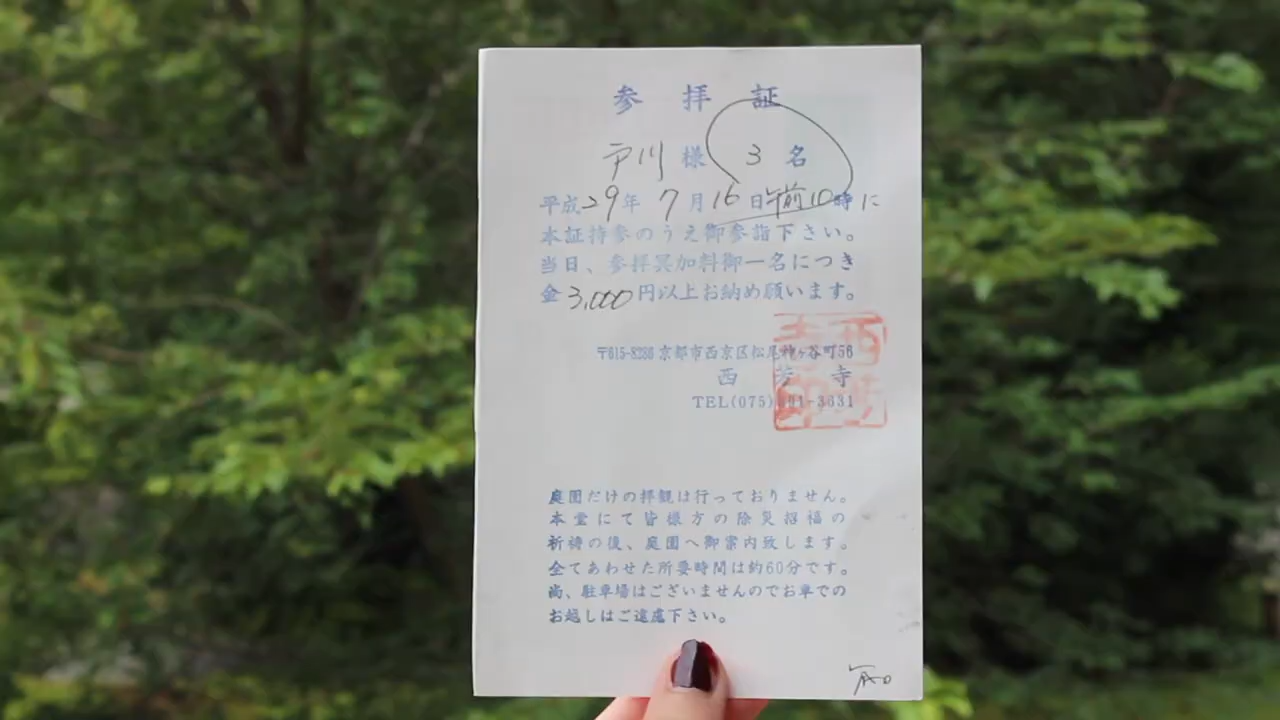 参拝証
戸川様 3名
平成29年7月16日午前10時に
本証持参のうえ御参詣下さい。
当日、参拝冥加料御一名につき
金3,000円以上お納め願います。
〒615-8286 京都市西京区松尾神ヶ谷町56
西芳寺
TEL(075)391-3631
庭園だけの拝観は行っておりません。
本堂にて皆様方の除災招福の
祈祷の後、庭園へ御案内致します。
全てあわせた所要時間は約60分です。
尚、駐車場はございませんのでお車での
お越しはご遠慮下さい。